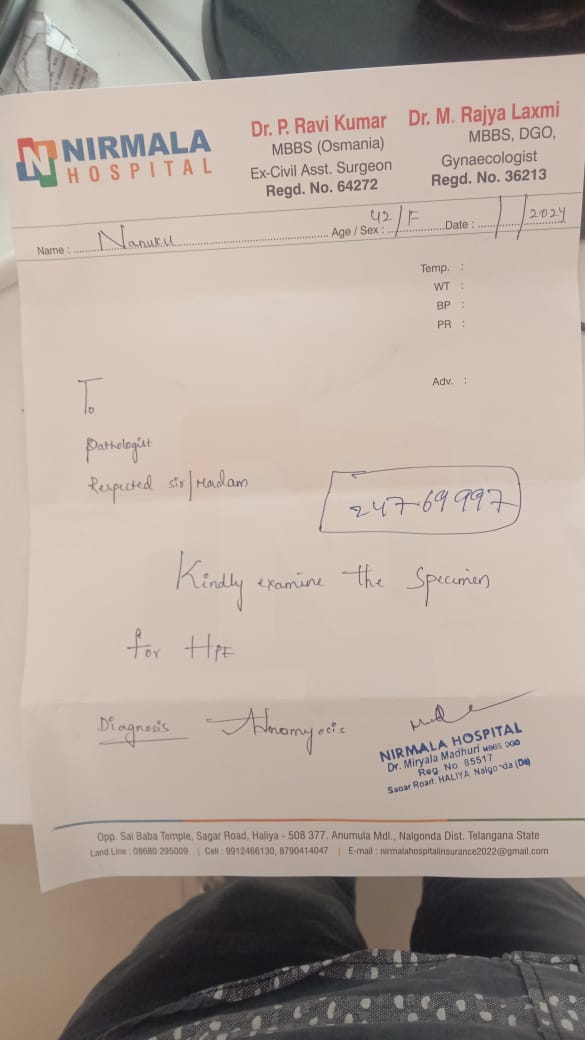 NIRMALA
HOSPITAL
Dr. P. Ravi Kumar
MBBS (Osmania)
Ex-Civil Asst. Surgeon
Regd. No. 64272
Dr. M. Rajya Laxmi
MBBS, DGO,
Gynaecologist
Regd. No. 36213
Name : Nanuku Age / Sex : 42/F Date : / / 2024
Temp. :
WT :
BP :
PR :
Adv. :
To
Pathologist
Respected sir/Madam
24769997
Kindly examine the Specimen
for HPE
Diagnosis
NIRMALA HOSPITAL
Dr. Miryala Madhuri MBBS DGO
Reg. No. 85517
Sagar Road, HALIYA
Opp. Sai Baba Temple, Sagar Road, Haliya - 508 377. Anumula Mdl., Nalgonda Dist. Telangana State
Land Line : 08680 295009 | Cell : 9912466130, 8790414047 | E-mail : nirmalahospitalinsurance2022@gmail.com